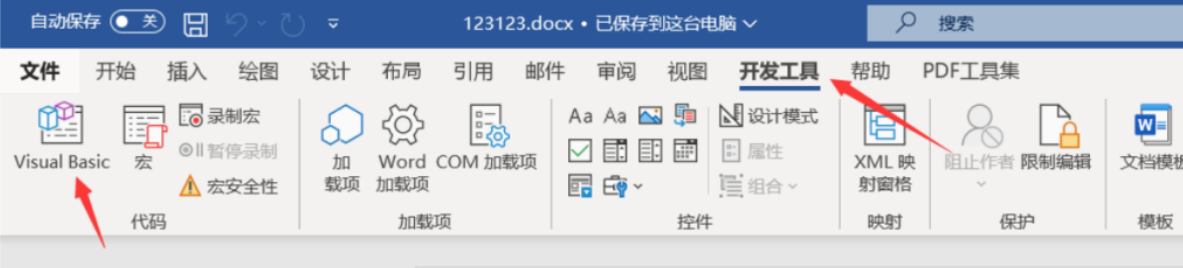 自动保存 关 123123.docx • 已保存到这台电脑 搜索
文件 开始 插入 绘图 设计 布局 引用 邮件 审阅 视图 开发工具 帮助 PDF工具集
Visual Basic 宏 录制宏 暂停录制 宏安全性
加载项 Word 加载项 COM 加载项
Aa Aa 设计模式 属性 组合
XML 映射窗格
阻止作者 限制编辑
文档模板
代码 加载项 控件 映射 保护 模板